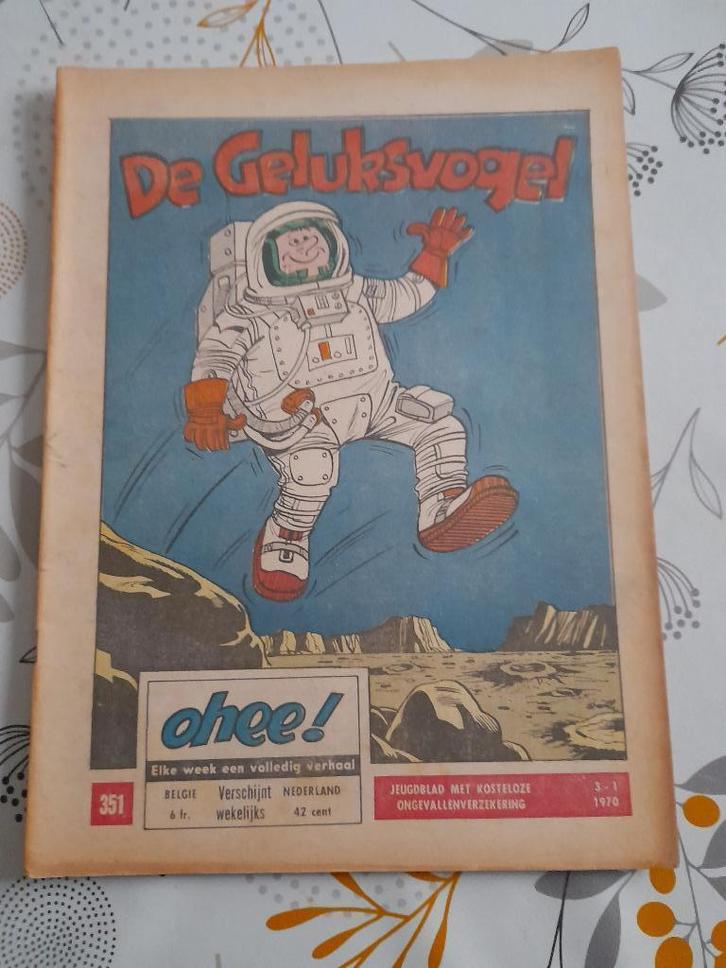 De Geluksvogel
ohee!
Elke week een volledig verhaal
351
BELGIE Verschijnt NEDERLAND
6 fr. wekelijks 42 cent
JEUGDBLAD MET KOSTELOZE
ONGEVALLENVERZEKERING
3 - 1
1970